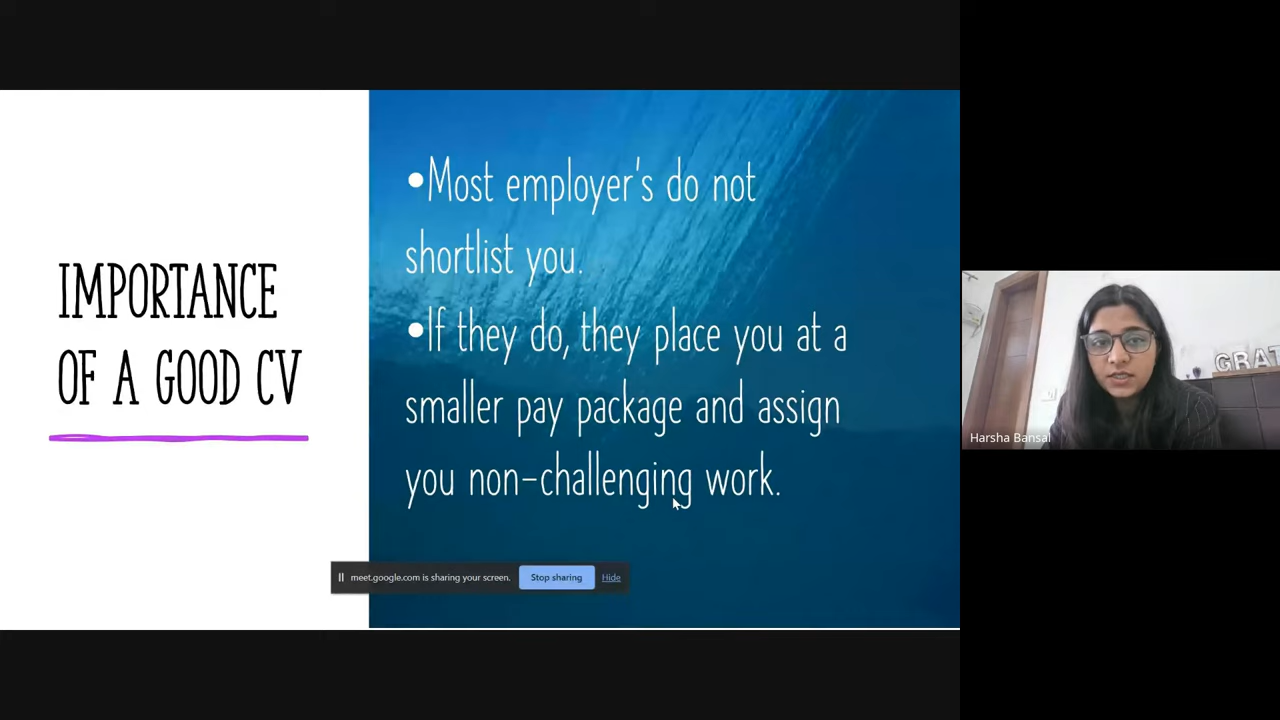 IMPORTANCE
OF A GOOD CV
•Most employer's do not
shortlist you.
•If they do, they place you at a
smaller pay package and assign
you non-challenging work.
meet.google.com is sharing your screen.
Stop sharing
Hide
GRAT
Harsha Bansal